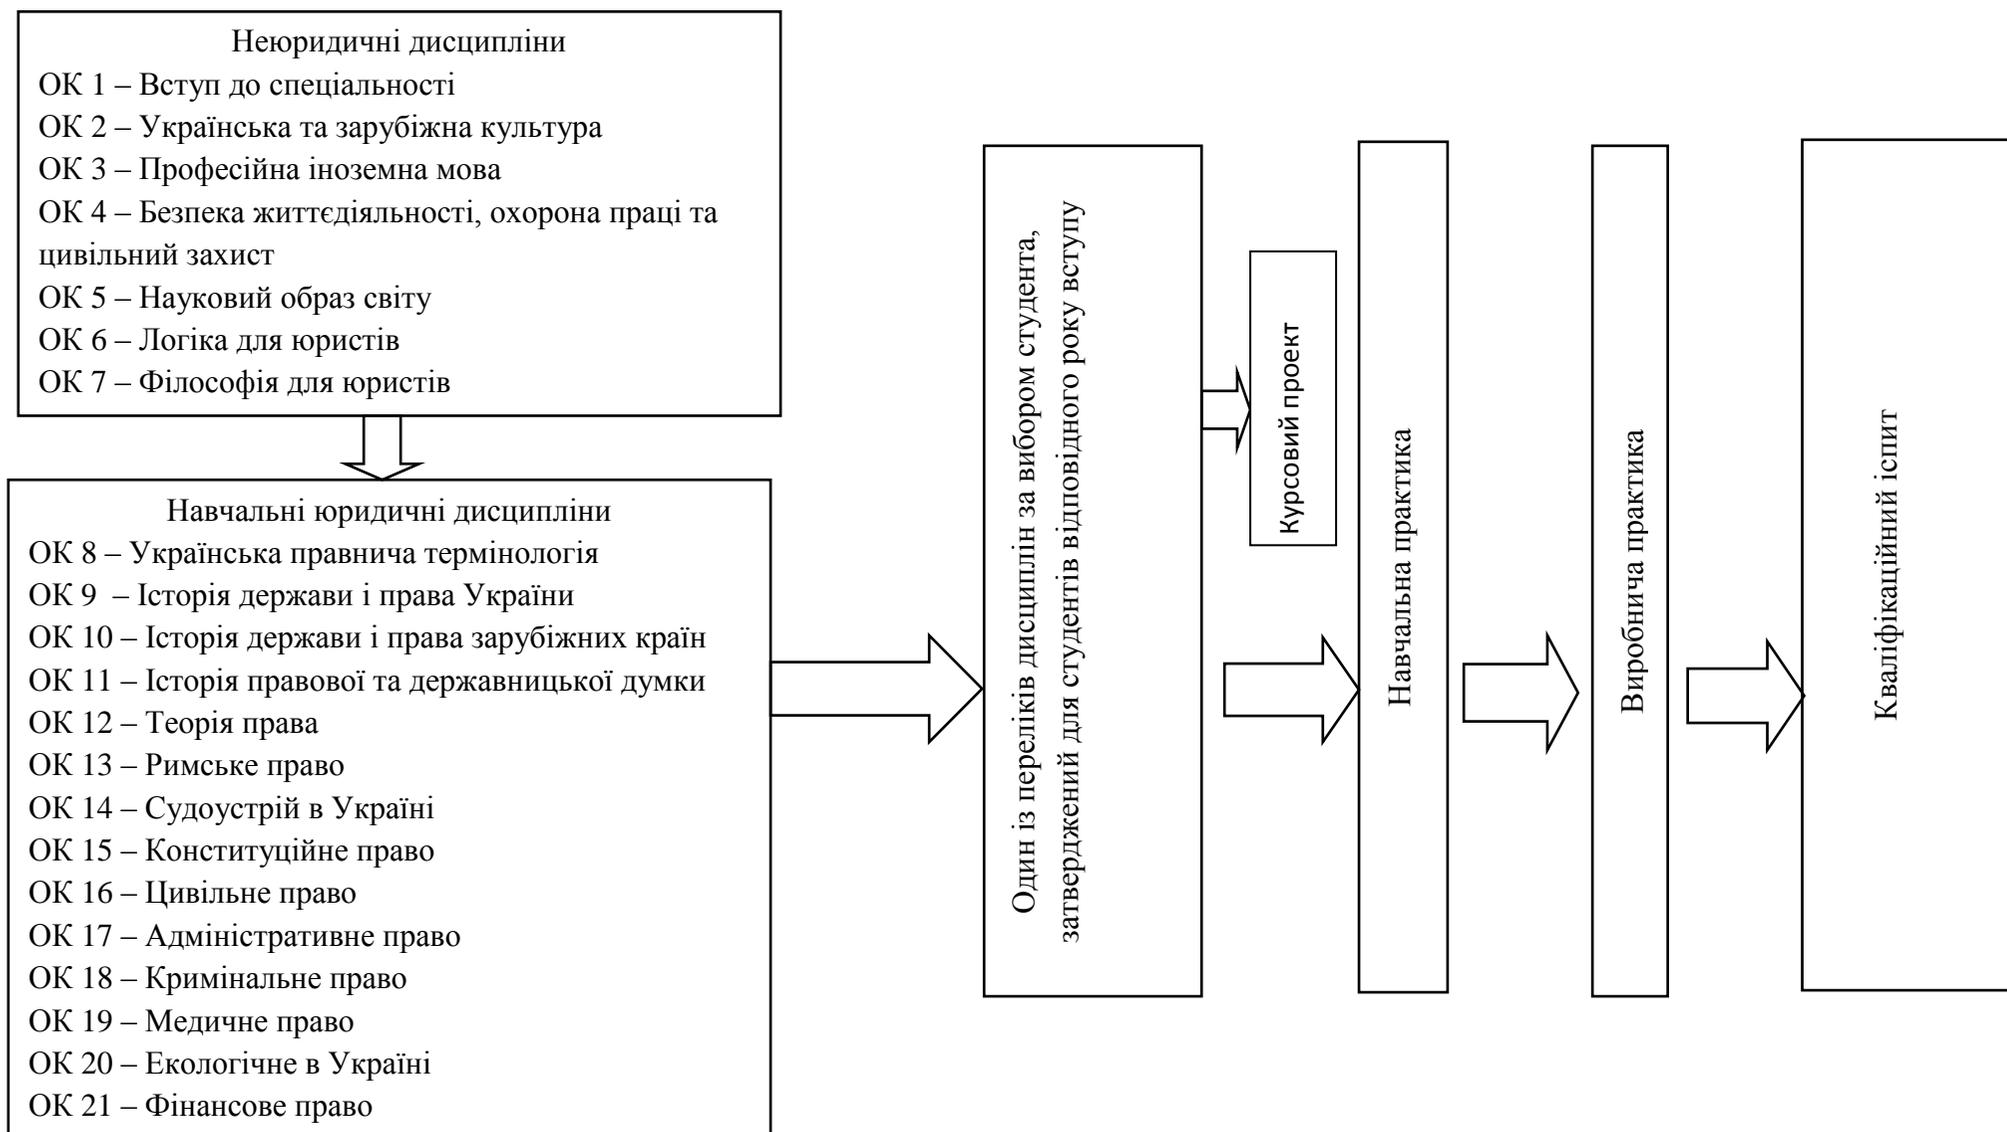 Неюридичні дисципліни
ОК 1 – Вступ до спеціальності
ОК 2 – Українська та зарубіжна культура
ОК 3 – Професійна іноземна мова
ОК 4 – Безпека життєдіяльності, охорона праці та
цивільний захист
ОК 5 – Науковий образ світу
ОК 6 – Логіка для юристів
ОК 7 – Філософія для юристів
Навчальні юридичні дисципліни
ОК 8 – Українська правнича термінологія
ОК 9 – Історія держави і права України
ОК 10 – Історія держави і права зарубіжних країн
ОК 11 – Історія правової та державницької думки
ОК 12 – Теорія права
ОК 13 – Римське право
ОК 14 – Судоустрій в Україні
ОК 15 – Конституційне право
ОК 16 – Цивільне право
ОК 17 – Адміністративне право
ОК 18 – Кримінальне право
ОК 19 – Медичне право
ОК 20 – Екологічне в Україні
ОК 21 – Фінансове право
Один із переліків дисциплін за вибором студента,
затверджений для студентів відповідного року вступу
Курсовий проект
Навчальна практика
Виробнича практика
Кваліфікаційний іспит